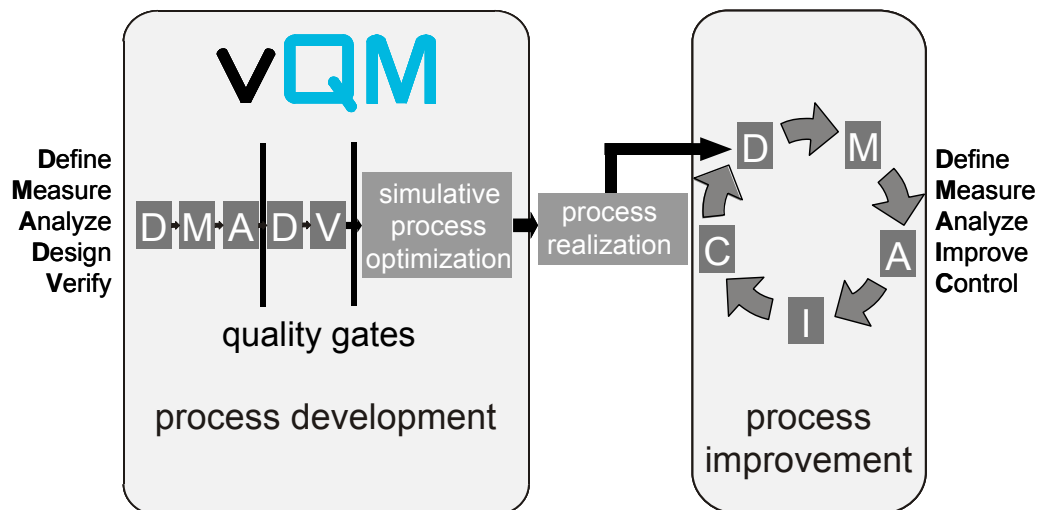 vQM
Define
Measure
Analyze
Design
Verify
D M A D V
simulative
process
optimization
quality gates
process development
process
realization
D
M
A
I
C
process
improvement
Define
Measure
Analyze
Improve
Control